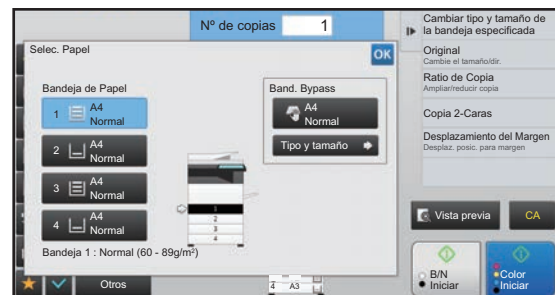 Nº de copias 1
Selec. Papel
OK
Bandeja de Papel
1 A4
Normal
2 A4
Normal
3 A4
Normal
4 A4
Normal
Bandeja 1 : Normal (60 - 89g/m²)
Band. Bypass
A4
Normal
Tipo y tamaño
1
2
3
4
Otros
4 A3
Cambiar tipo y tamaño de
la bandeja especificada
Original
Cambie el tamaño/dir.
Ratio de Copia
Ampliar/reducir copia
Copia 2-Caras
Desplazamiento del Margen
Desplaz. posic. para margen
Vista previa
CA
B/N
Iniciar
Color
Iniciar